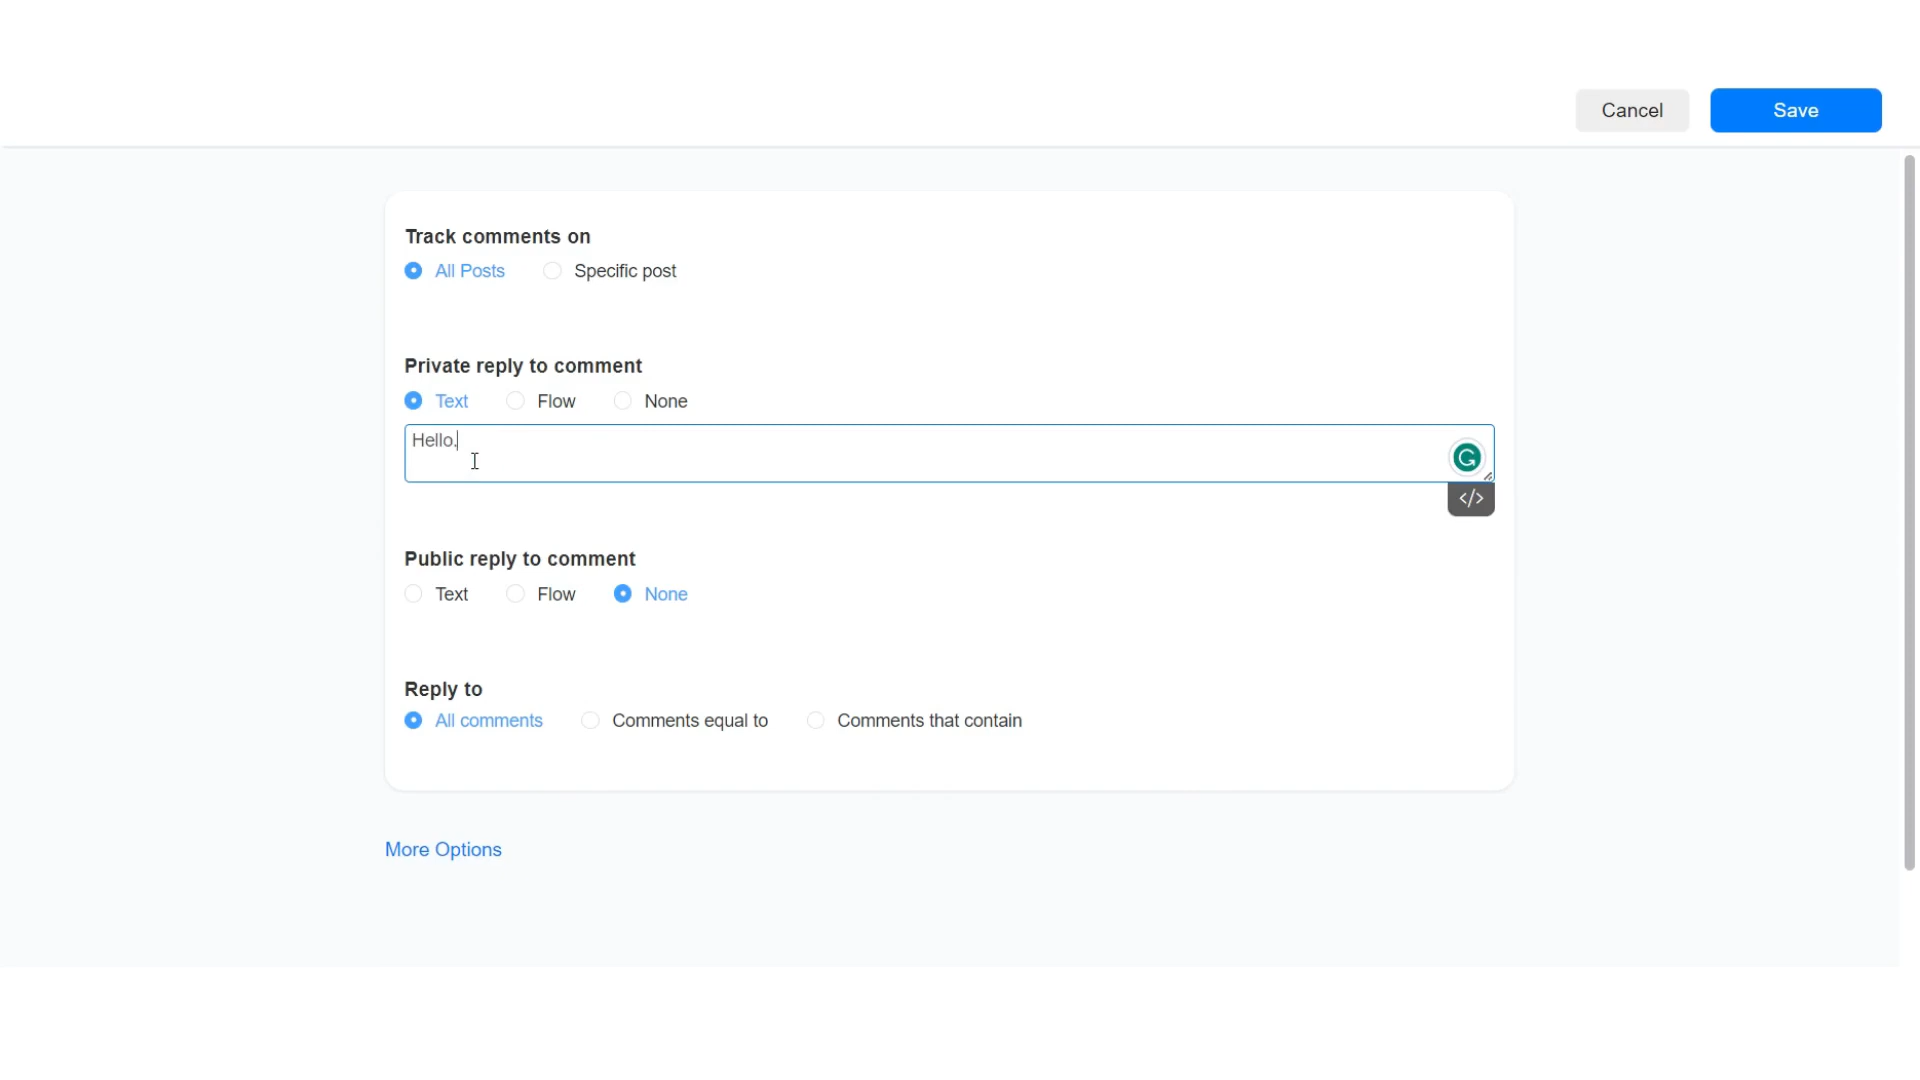 Cancel Save
Track comments on
All Posts Specific post
Private reply to comment
Text Flow None
Hello.
</>
Public reply to comment
Text Flow None
Reply to
All comments Comments equal to Comments that contain
More Options